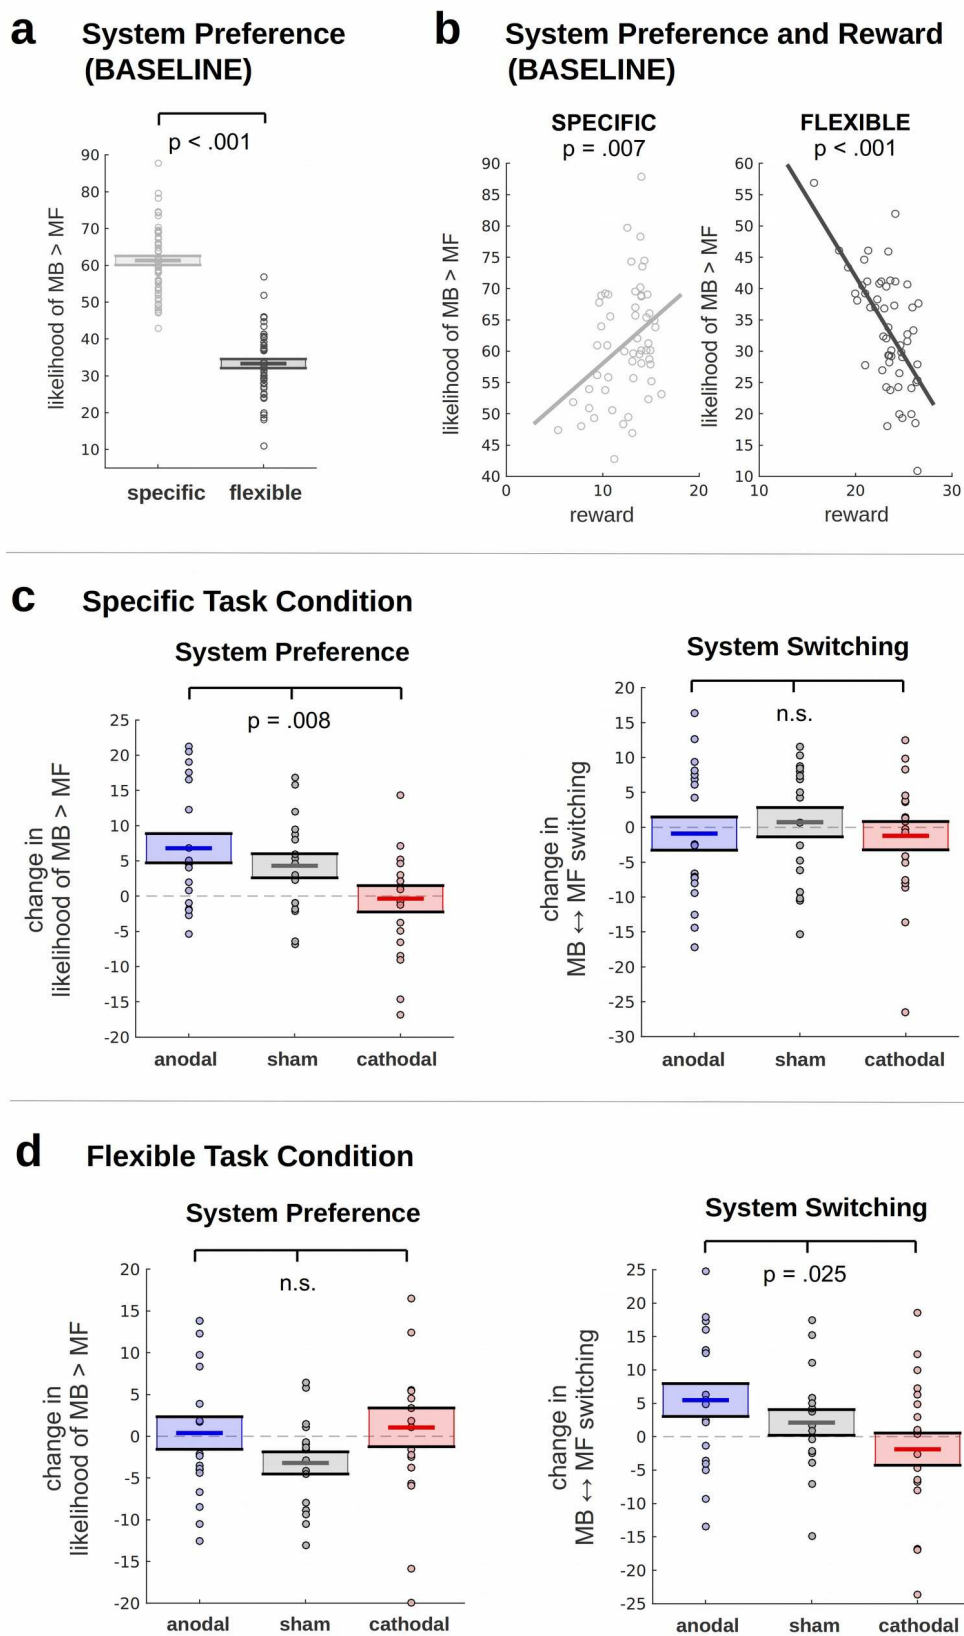 a System Preference
(BASELINE)
p < .001
likelihood of MB > MF
90
80
70
60
50
40
30
20
10
specific flexible
b System Preference and Reward
(BASELINE)
SPECIFIC
p = .007
likelihood of MB > MF
90
85
80
75
70
65
60
55
50
45
40
0 10 20
reward
FLEXIBLE
p < .001
likelihood of MB > MF
60
55
50
45
40
35
30
25
20
15
10
10 20 30
reward
c Specific Task Condition
System Preference
p = .008
change in
likelihood of MB > MF
25
20
15
10
5
0
-5
-10
-15
-20
anodal sham cathodal
System Switching
n.s.
change in
MB ↔ MF switching
20
15
10
5
0
-5
-10
-15
-20
-25
-30
anodal sham cathodal
d Flexible Task Condition
System Preference
n.s.
change in
likelihood of MB > MF
20
15
10
5
0
-5
-10
-15
-20
anodal sham cathodal
System Switching
p = .025
change in
MB ↔ MF switching
25
20
15
10
5
0
-5
-10
-15
-20
-25
anodal sham cathodal